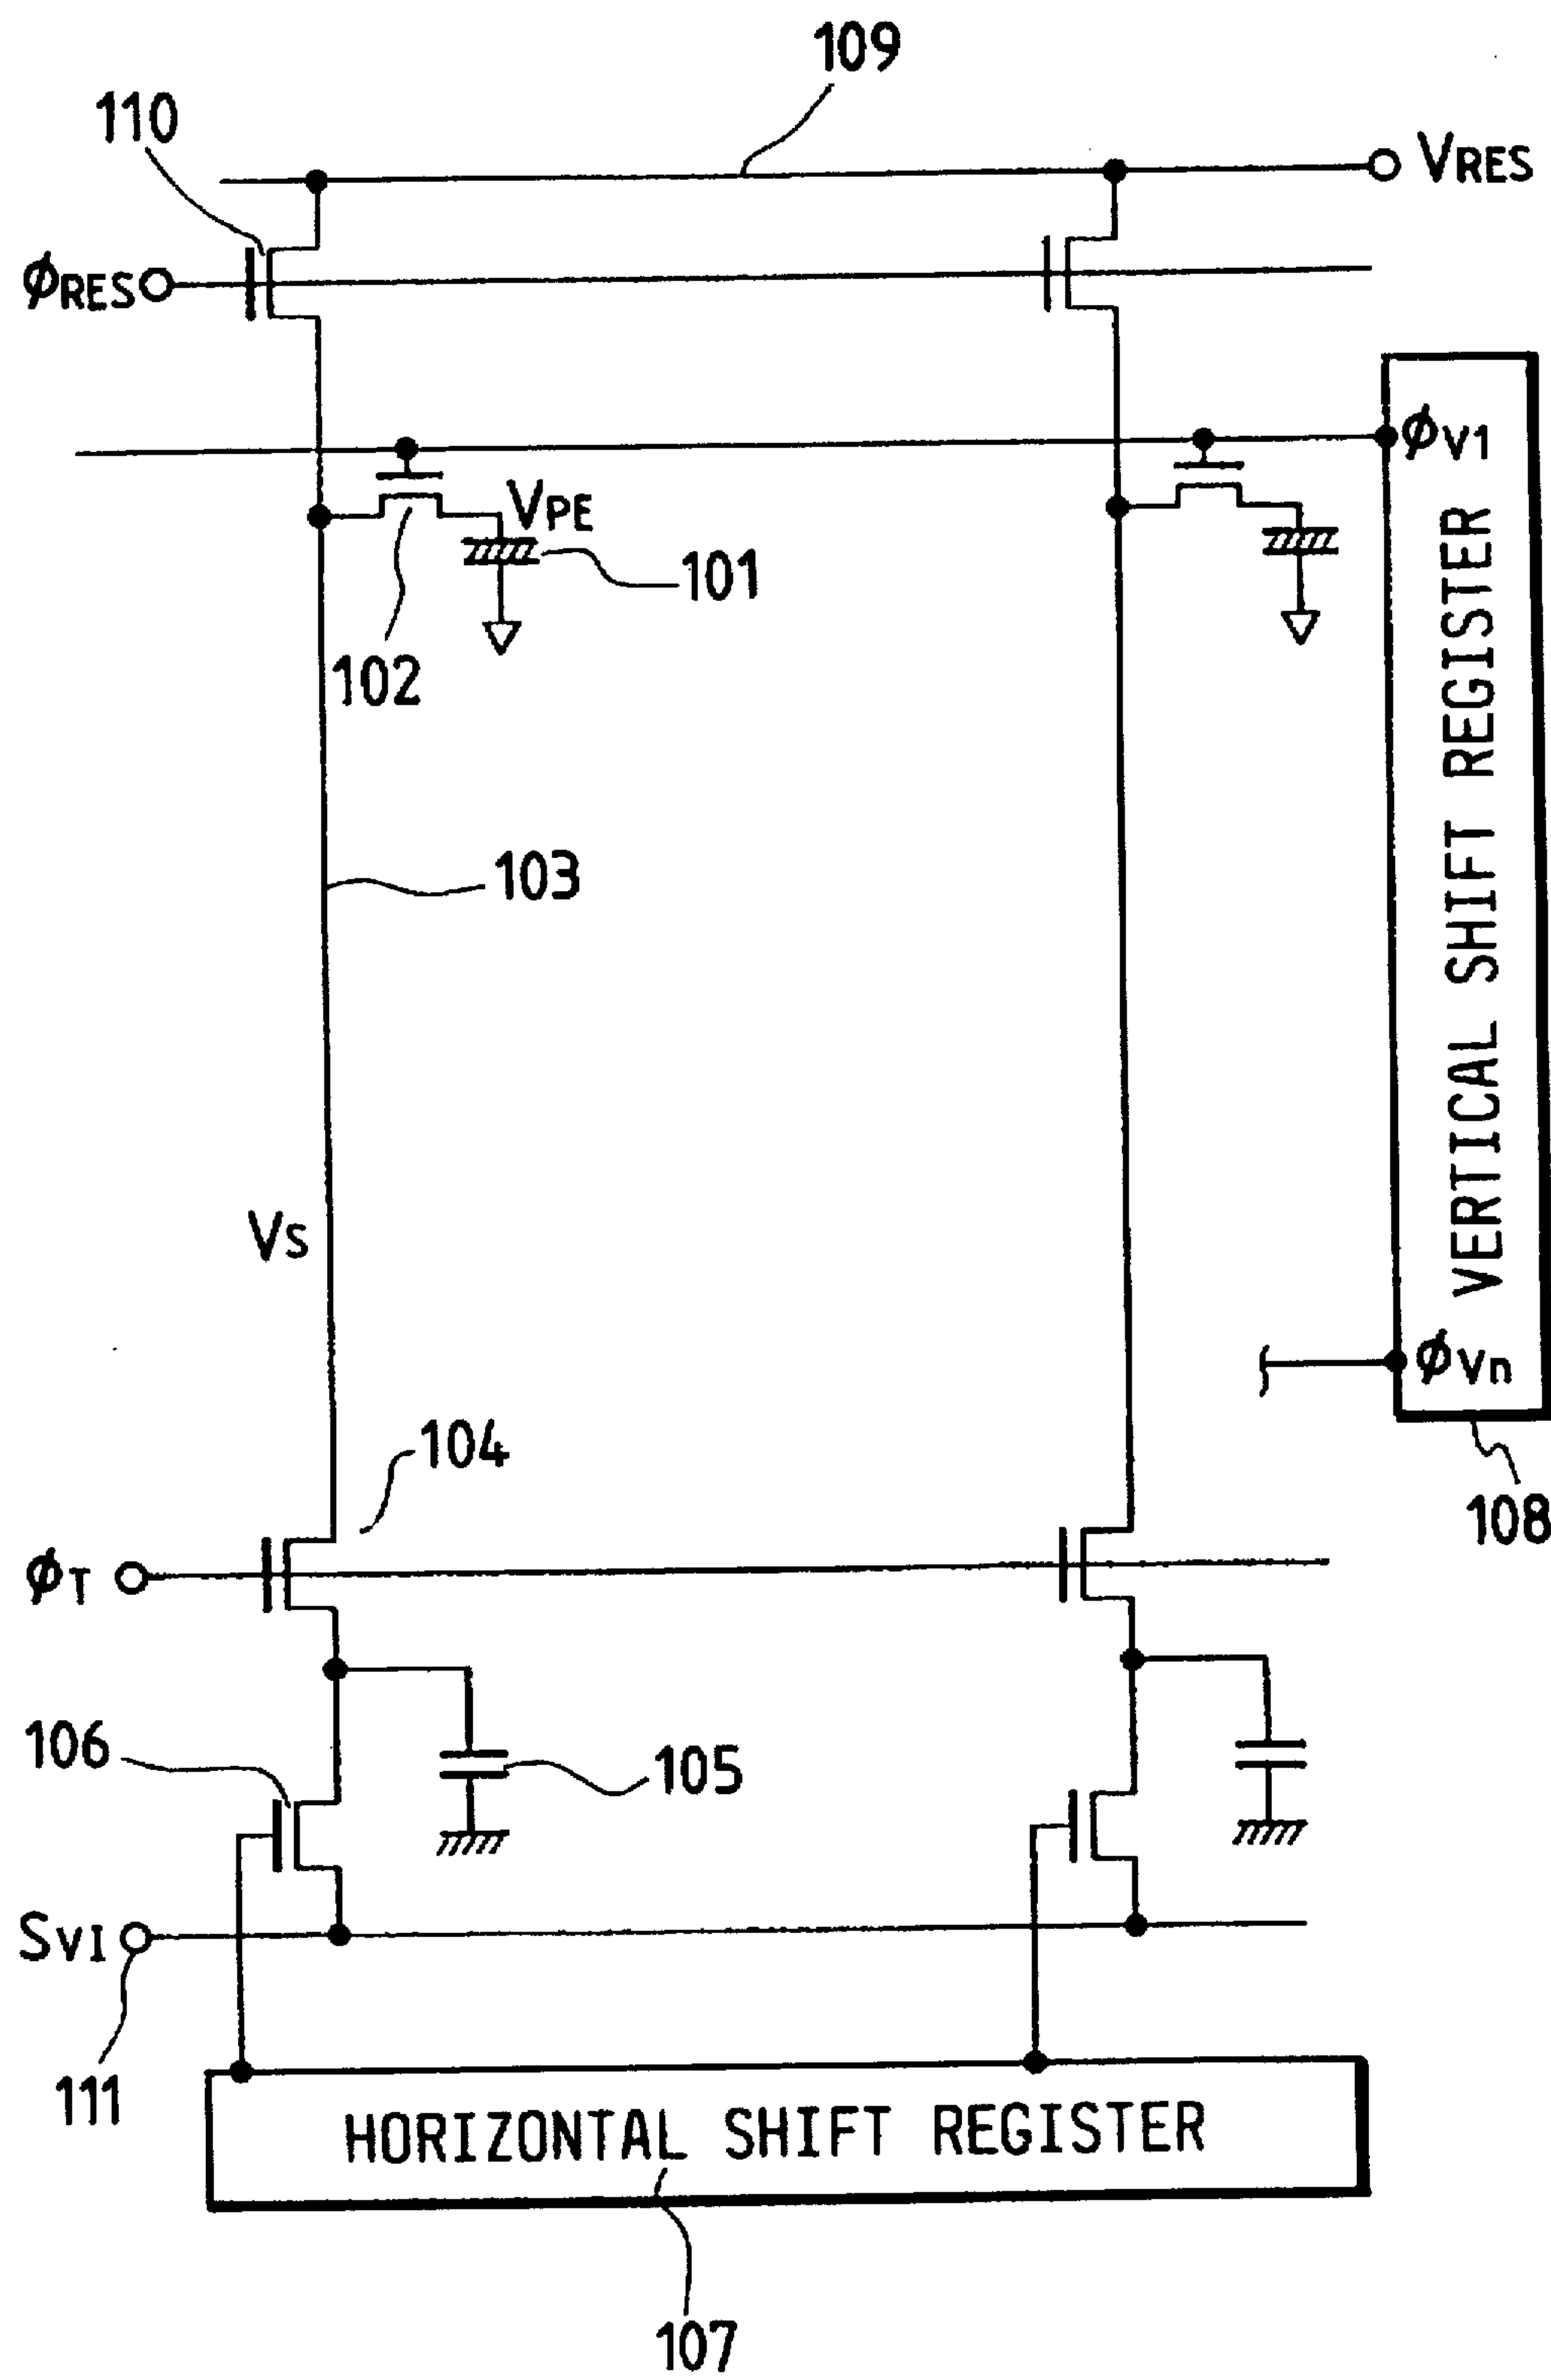 109
110
VRES
ϕRES
ϕV1
VPE
101
102
VERTICAL SHIFT REGISTER
103
VS
ϕVn
104
108
ϕT
106
105
SVI
111
HORIZONTAL SHIFT REGISTER
107